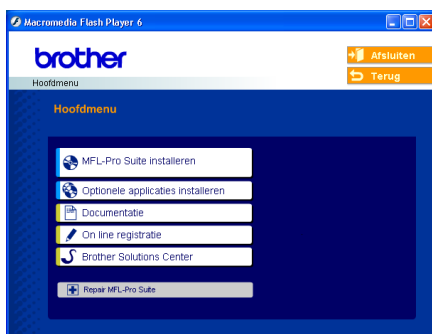 Macromedia Flash Player 6
brother
Afsluiten
Terug
Hoofdmenu
Hoofdmenu
MFL-Pro Suite installeren
Optionele applicaties installeren
Documentatie
On line registratie
Brother Solutions Center
Repair MFL-Pro Suite